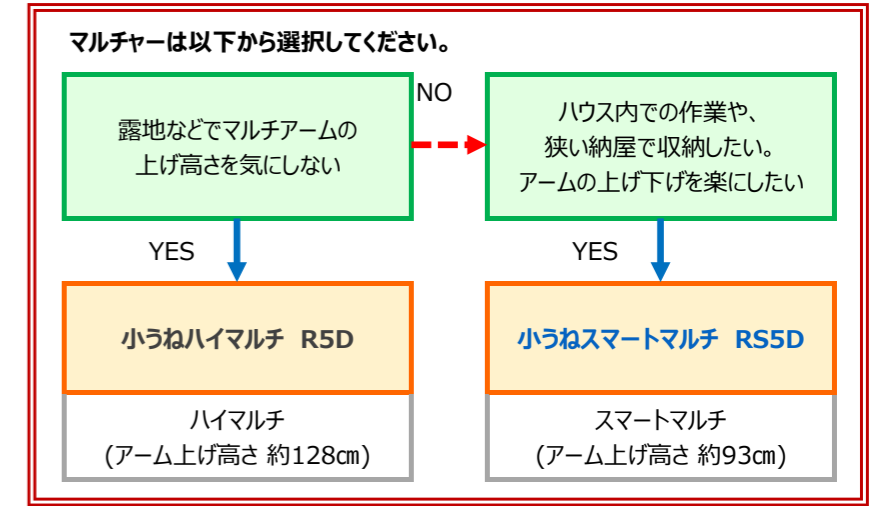 マルチャーは以下から選択してください。
露地などでマルチアームの
上げ高さを気にしない
NO
ハウス内での作業や、
狭い納屋で収納したい。
アームの上げ下げを楽にしたい
YES
YES
小うねハイマルチ R5D
小うねスマートマルチ RS5D
ハイマルチ
(アーム上げ高さ 約128㎝)
スマートマルチ
(アーム上げ高さ 約93㎝)